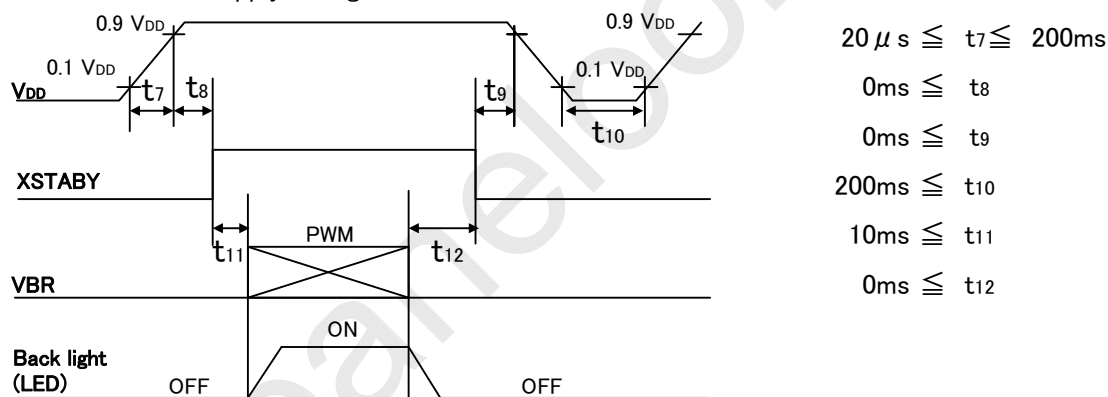 0.9 VDD
0.9 VDD
0.1 VDD
0.1 VDD
VDD
t7
t8
t9
t10
XSTABY
t11
PWM
t12
VBR
ON
Back light
(LED)
OFF
OFF
20 μ s ≦ t7≦ 200ms
0ms ≦ t8
0ms ≦ t9
200ms ≦ t10
10ms ≦ t11
0ms ≦ t12